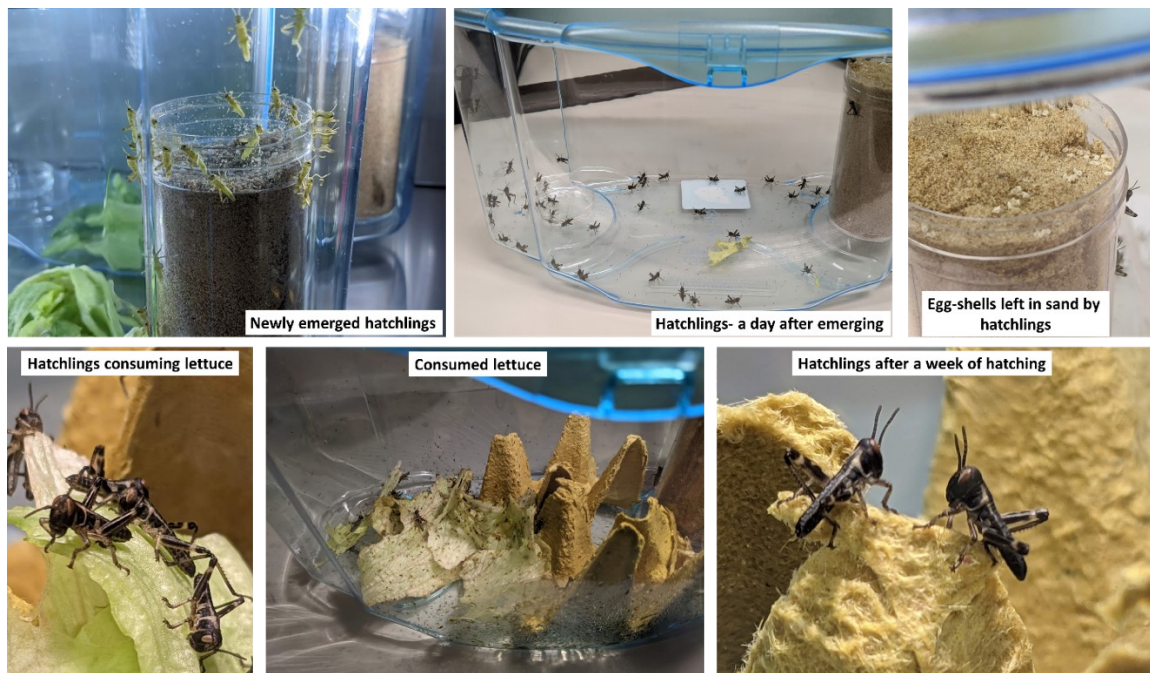 Newly emerged hatchlings
Hatchlings- a day after emerging
Egg-shells left in sand by
hatchlings
Hatchlings consuming lettuce
Consumed lettuce
Hatchlings after a week of hatching